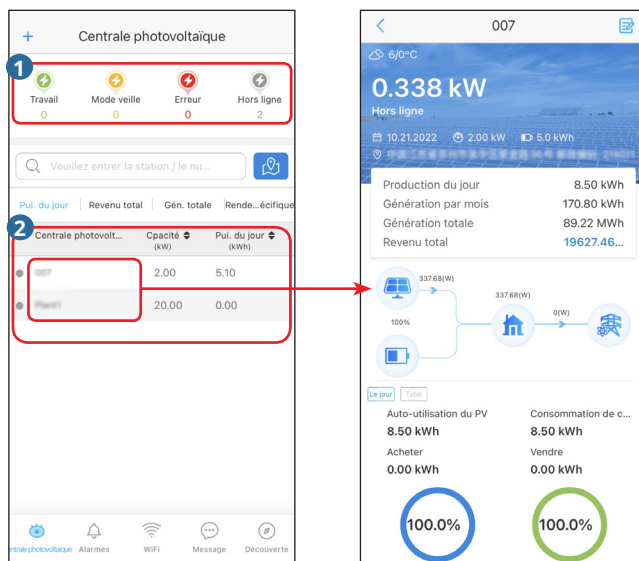 + Centrale photovoltaïque
1
Travail Mode veille Erreur Hors ligne
0 0 0 2
Veuillez entrer la station / le nu...
Pui. du jour Revenu total Gén. totale Rende...écifique
2
Centrale photovolt... Cpacité Pui. du jour
(kW) (kWh)
007 2.00 5.10
Plant1 20.00 0.00
ntrale photovoltaïque Alarmes WiFi Message Découverte
007
6/0°C
0.338 kW
Hors ligne
10.21.2022 2.00 kW 5.0 kWh
Production du jour 8.50 kWh
Génération par mois 170.80 kWh
Génération totale 89.22 MWh
Revenu total 19627.46...
337.68(W)
337.68(W)
0(W)
100%
Le jour Total
Auto-utilisation du PV Consommation de c...
8.50 kWh 8.50 kWh
Acheter Vendre
0.00 kWh 0.00 kWh
100.0% 100.0%